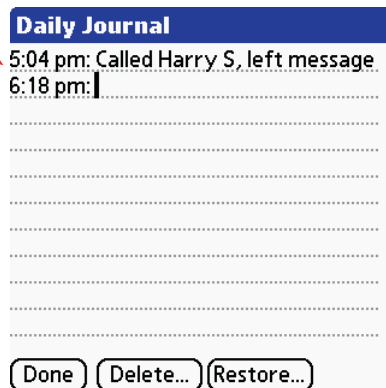 Daily Journal
5:04 pm: Called Harry S, left message
6:18 pm:
Done Delete... Restore...